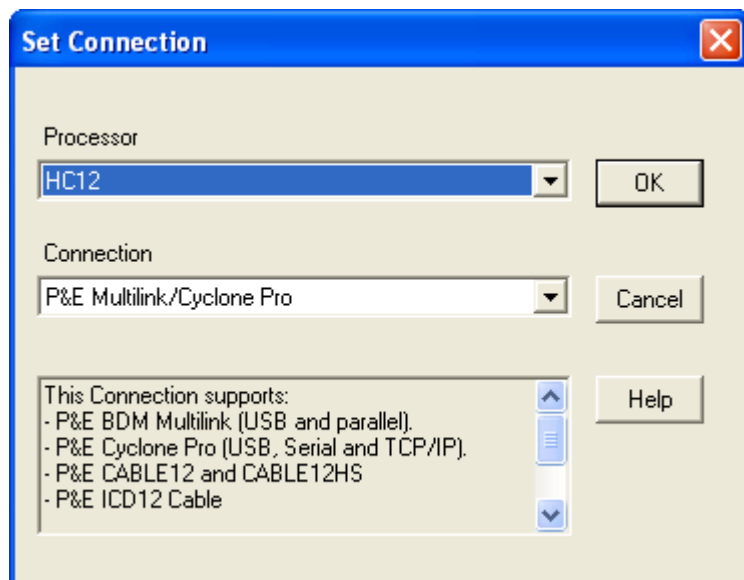 Set Connection
Processor
HC12
OK
Connection
P&E Multilink/Cyclone Pro
Cancel
This Connection supports:
- P&E BDM Multilink (USB and parallel).
- P&E Cyclone Pro (USB, Serial and TCP/IP).
- P&E CABLE12 and CABLE12HS
- P&E ICD12 Cable
Help